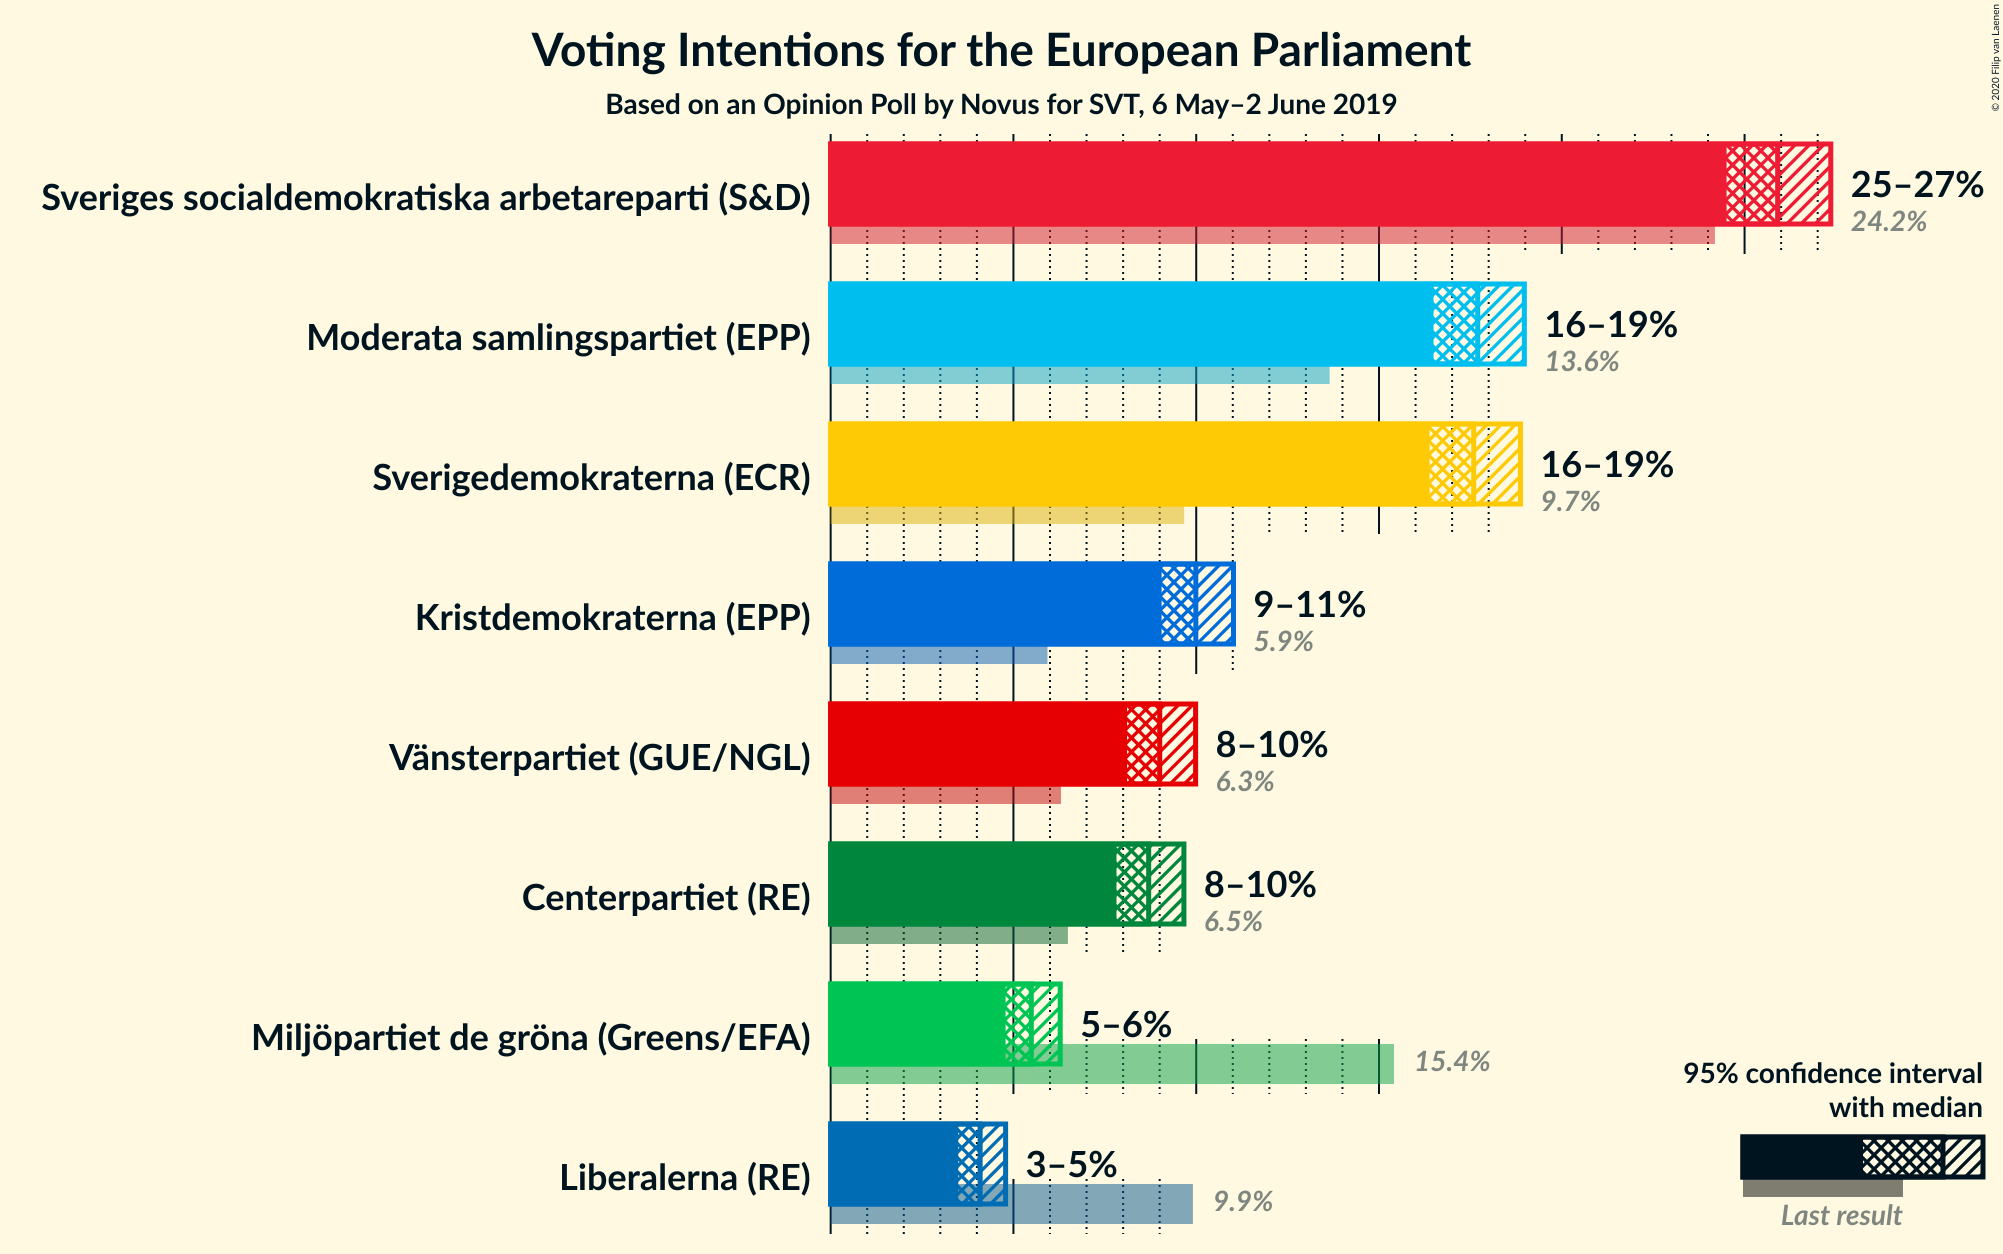 Voting Intentions for the European Parliament
Based on an Opinion Poll by Novus for SVT, 6 May–2 June 2019
© 2020 Filip van Laenen
Sveriges socialdemokratiska arbetareparti (S&D)
25–27%
24.2%
Moderata samlingspartiet (EPP)
16–19%
13.6%
Sverigedemokraterna (ECR)
16–19%
9.7%
Kristdemokraterna (EPP)
9–11%
5.9%
Vänsterpartiet (GUE/NGL)
8–10%
6.3%
Centerpartiet (RE)
8–10%
6.5%
Miljöpartiet de gröna (Greens/EFA)
5–6%
15.4%
Liberalerna (RE)
3–5%
9.9%
95% confidence interval
with median
Last result